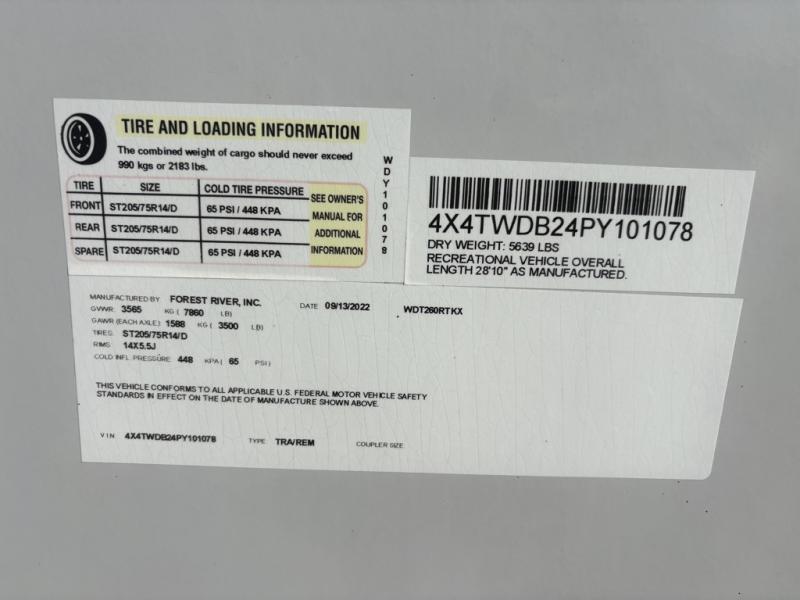 TIRE AND LOADING INFORMATION
The combined weight of cargo should never exceed
990 kgs or 2183 lbs.
TIRE SIZE COLD TIRE PRESSURE SEE OWNER'S MANUAL FOR ADDITIONAL INFORMATION
FRONT ST205/75R14/D 65 PSI / 448 KPA
REAR ST205/75R14/D 65 PSI / 448 KPA
SPARE ST205/75R14/D 65 PSI / 448 KPA
WDY101078
4X4TWDB24PY101078
DRY WEIGHT: 5639 LBS
RECREATIONAL VEHICLE OVERALL
LENGTH 28'10" AS MANUFACTURED.
MANUFACTURED BY FOREST RIVER, INC. DATE 09/13/2022 WDT260RTKX
GVWR: 3565 KG ( 7860 LB)
GAWR (EACH AXLE) 1588 KG ( 3500 LB)
TIRES: ST205/75R14/D
RIMS 14X5.5J
COLD INFL. PRESSURE: 448 KPA ( 65 PSI)
THIS VEHICLE CONFORMS TO ALL APPLICABLE U.S. FEDERAL MOTOR VEHICLE SAFETY
STANDARDS IN EFFECT ON THE DATE OF MANUFACTURE SHOWN ABOVE.
VIN 4X4TWDB24PY101078 TYPE TRA/REM COUPLER SIZE